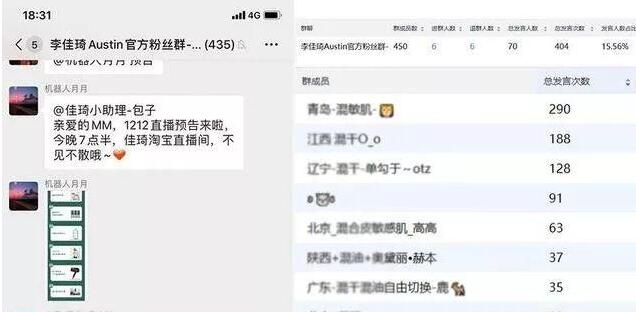 18:31
4G
5
李佳琦Austin官方粉丝群-...(435)
@机器人月月 预告
机器人月月
@佳琦小助理-包子
亲爱的MM，1212直播预告来啦，
今晚7点半，佳琦淘宝直播间，不
见不散哦~
机器人月月
群聊 群成员数 入群人数 退群人数 总发言人数 总发言次数 发言人数占比
李佳琦Austin官方粉丝群- 450 6 6 70 404 15.56%
群成员 总发言次数
青岛-混敏肌- 290
江西 混干O_o 188
辽宁-混干-单勾于~otz 128
91
北京_混合皮敏感肌_高高 63
陕西+混油+奥黛丽•赫本 37
广东-混干混油自由切换-鹿 35